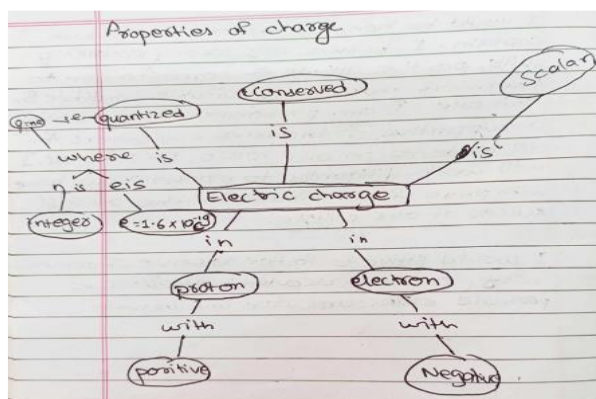 Properties of charge
conserved
Scalar
q=ne ie quantized
is
where is
is
n is e is
Electric charge
integer e=1.6 x 10^-19 c
in in
proton electron
with with
positive Negative